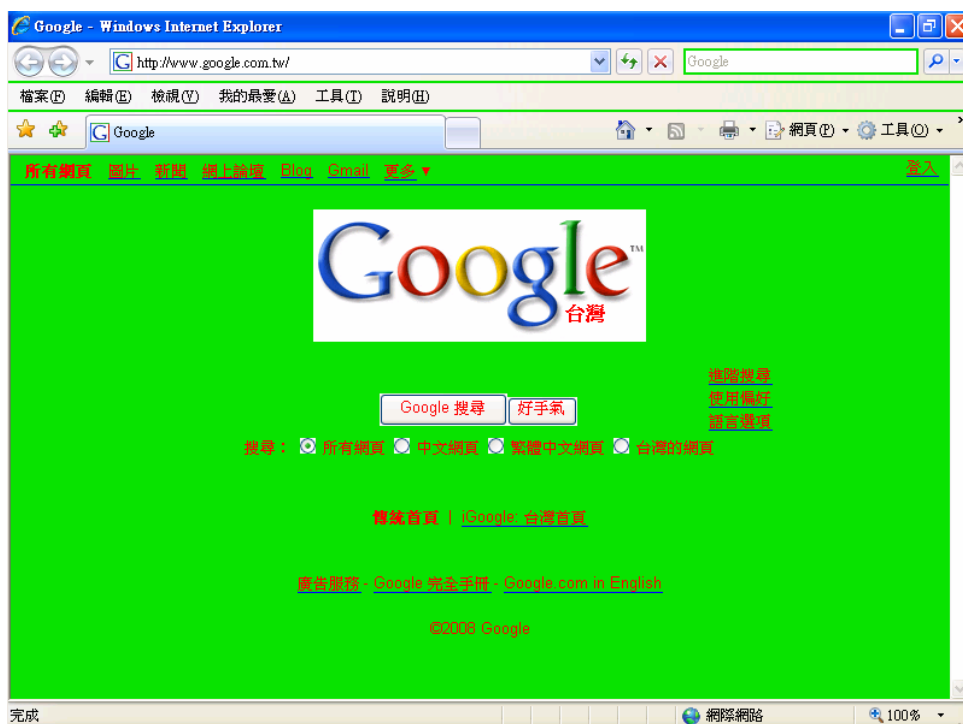 Google - Windows Internet Explorer
http://www.google.com.tw/
Google
檔案(F) 編輯(E) 檢視(V) 我的最愛(A) 工具(T) 說明(H)
Google
網頁(P) 工具(O)
所有網頁 圖片 新聞 網上論壇 Blog Gmail 更多 ▼ 登入
Google™
台灣
進階搜尋
使用偏好
語言選項
Google 搜尋 好手氣
搜尋： 所有網頁 中文網頁 繁體中文網頁 台灣的網頁
傳統首頁 | iGoogle: 台灣首頁
廣告服務 - Google 完全手冊 - Google.com in English
©2008 Google
完成 網際網路 100%